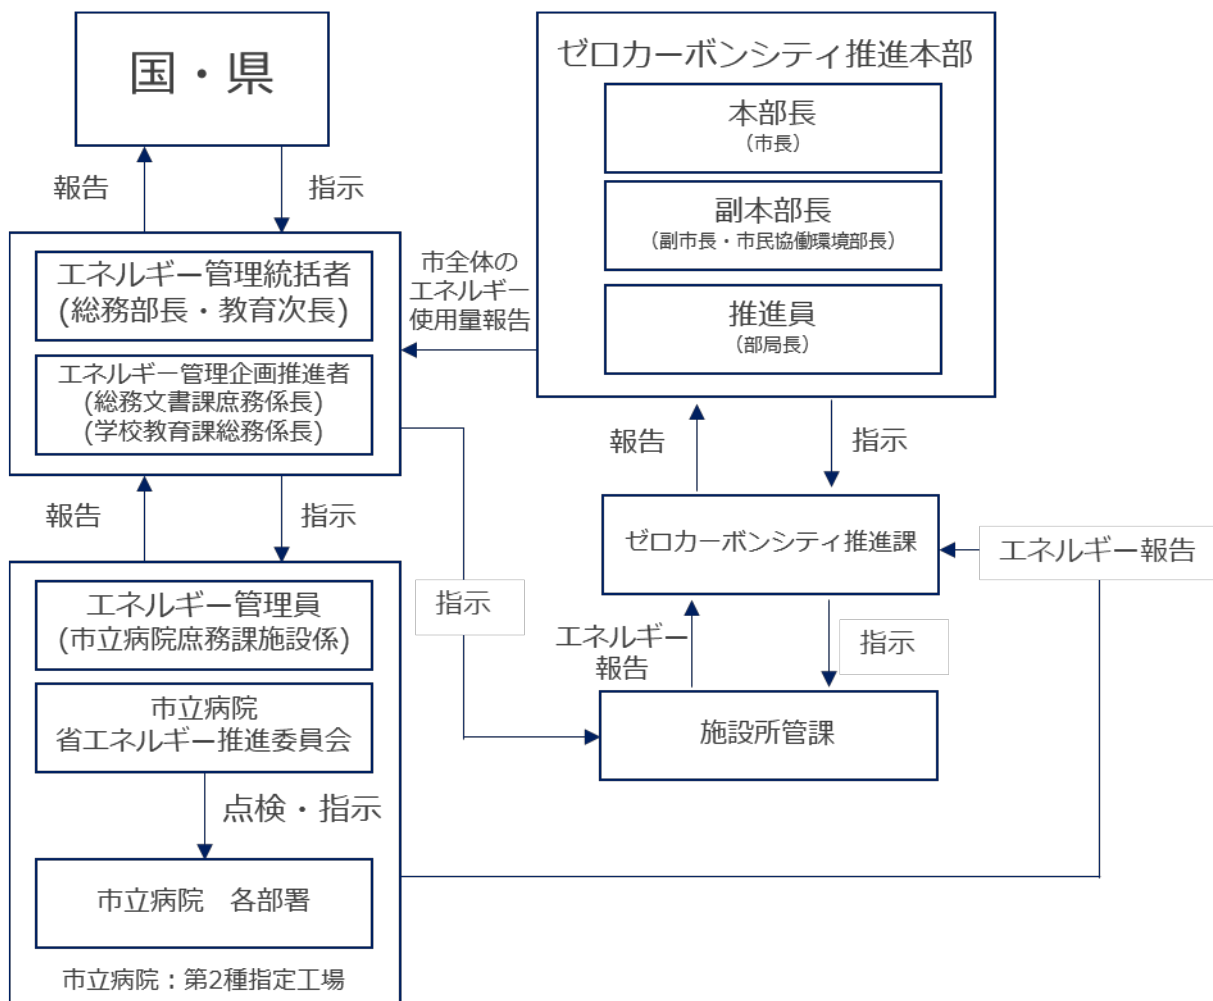 国・県
報告
指示
エネルギー管理統括者
(総務部長・教育次長)
エネルギー管理企画推進者
(総務文書課庶務係長)
(学校教育課総務係長)
報告
指示
エネルギー管理員
(市立病院庶務課施設係)
市立病院
省エネルギー推進委員会
点検・指示
市立病院　各部署
市立病院：第2種指定工場
市全体の
エネルギー
使用量報告
指示
ゼロカーボンシティ推進本部
本部長
（市長）
副本部長
（副市長・市民協働環境部長）
推進員
（部局長）
報告
指示
ゼロカーボンシティ推進課
エネルギー報告
エネルギー
報告
指示
施設所管課